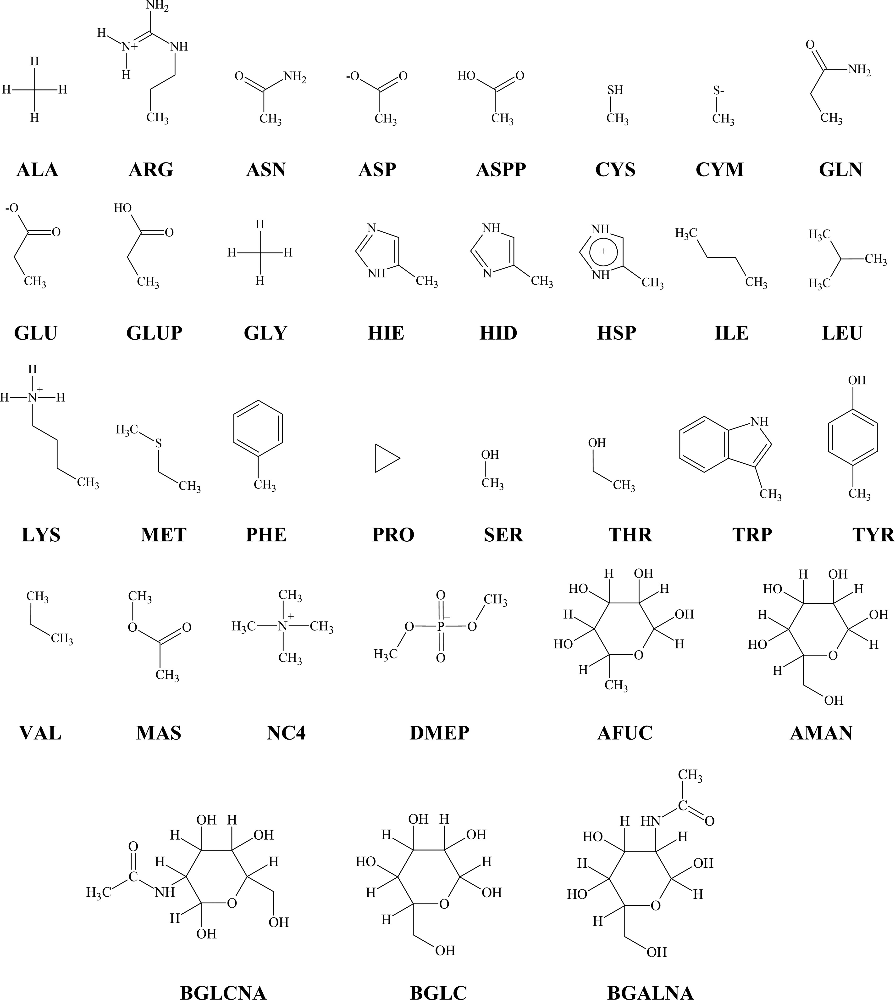 NH₂
H N+ NH
H H
H H
H
CH₃
O NH₂
CH₃
-O O
CH₃
HO O
CH₃
SH
CH₃
S-
CH₃
O
NH₂
CH₃
ALA ARG ASN ASP ASPP CYS CYM GLN
-O
O
CH₃
HO
O
CH₃
H
H H
H
N
NH
CH₃
NH
N
CH₃
NH
+
NH
CH₃
H₃C
CH₃
H₃C
CH₃
H₃C
GLU GLUP GLY HIE HID HSP ILE LEU
H
H N+ H
CH₃
H₃C
S
CH₃
CH₃
OH
CH₃
OH
CH₃
NH
CH₃
OH
CH₃
LYS MET PHE PRO SER THR TRP TYR
CH₃
CH₃
CH₃
O O
CH₃
CH₃
H₃C N+ CH₃
CH₃
O CH₃
O P− O
H₃C O
H OH
HO H
H OH
HO H
O
H
CH₃
H OH
HO H
H OH
HO H
O
H
OH
VAL MAS NC4 DMEP AFUC AMAN
OH H
H OH
O H H
C
H₃C NH
O
H OH
OH
OH H
H OH
HO H
H OH
O
H
OH
CH₃
C
H HN O
HO H
H OH
HO H
O
H
OH
BGLCNA BGLC BGALNA